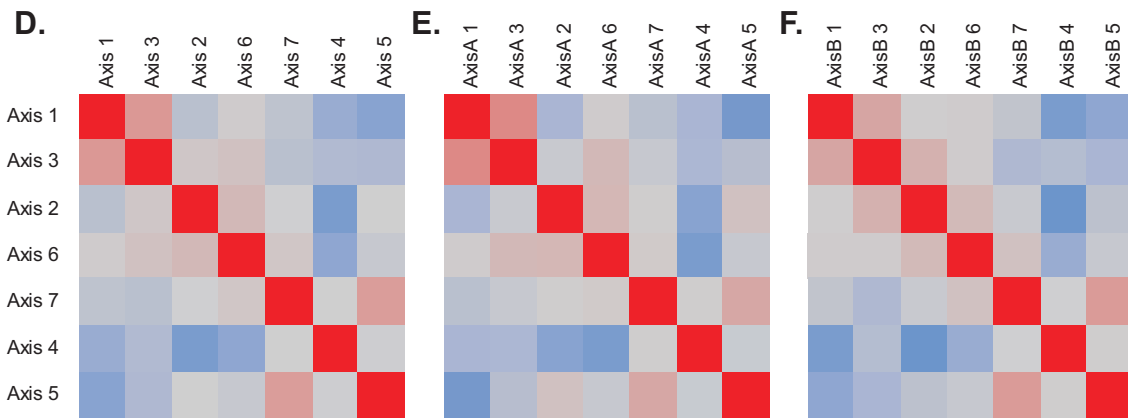 D.
Axis 1
Axis 3
Axis 2
Axis 6
Axis 7
Axis 4
Axis 5
E.
AxisA 1
AxisA 3
AxisA 2
AxisA 6
AxisA 7
AxisA 4
AxisA 5
F.
AxisB 1
AxisB 3
AxisB 2
AxisB 6
AxisB 7
AxisB 4
AxisB 5
Axis 1
Axis 3
Axis 2
Axis 6
Axis 7
Axis 4
Axis 5